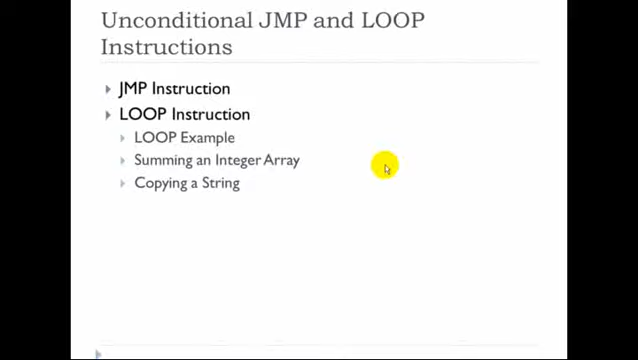 Unconditional JMP and LOOP
Instructions
JMP Instruction
LOOP Instruction
LOOP Example
Summing an Integer Array
Copying a String